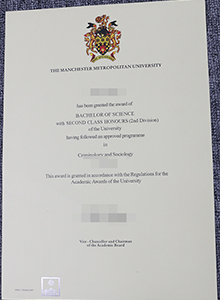 THE MANCHESTER METROPOLITAN UNIVERSITY
has been granted the award of
BACHELOR OF SCIENCE
with SECOND CLASS HONOURS (2nd Division)
of the University
having followed an approved programme
in
Criminology and Sociology
This award is granted in accordance with the Regulations for the
Academic Awards of the University
Vice-Chancellor and Chairman
of the Academic Board